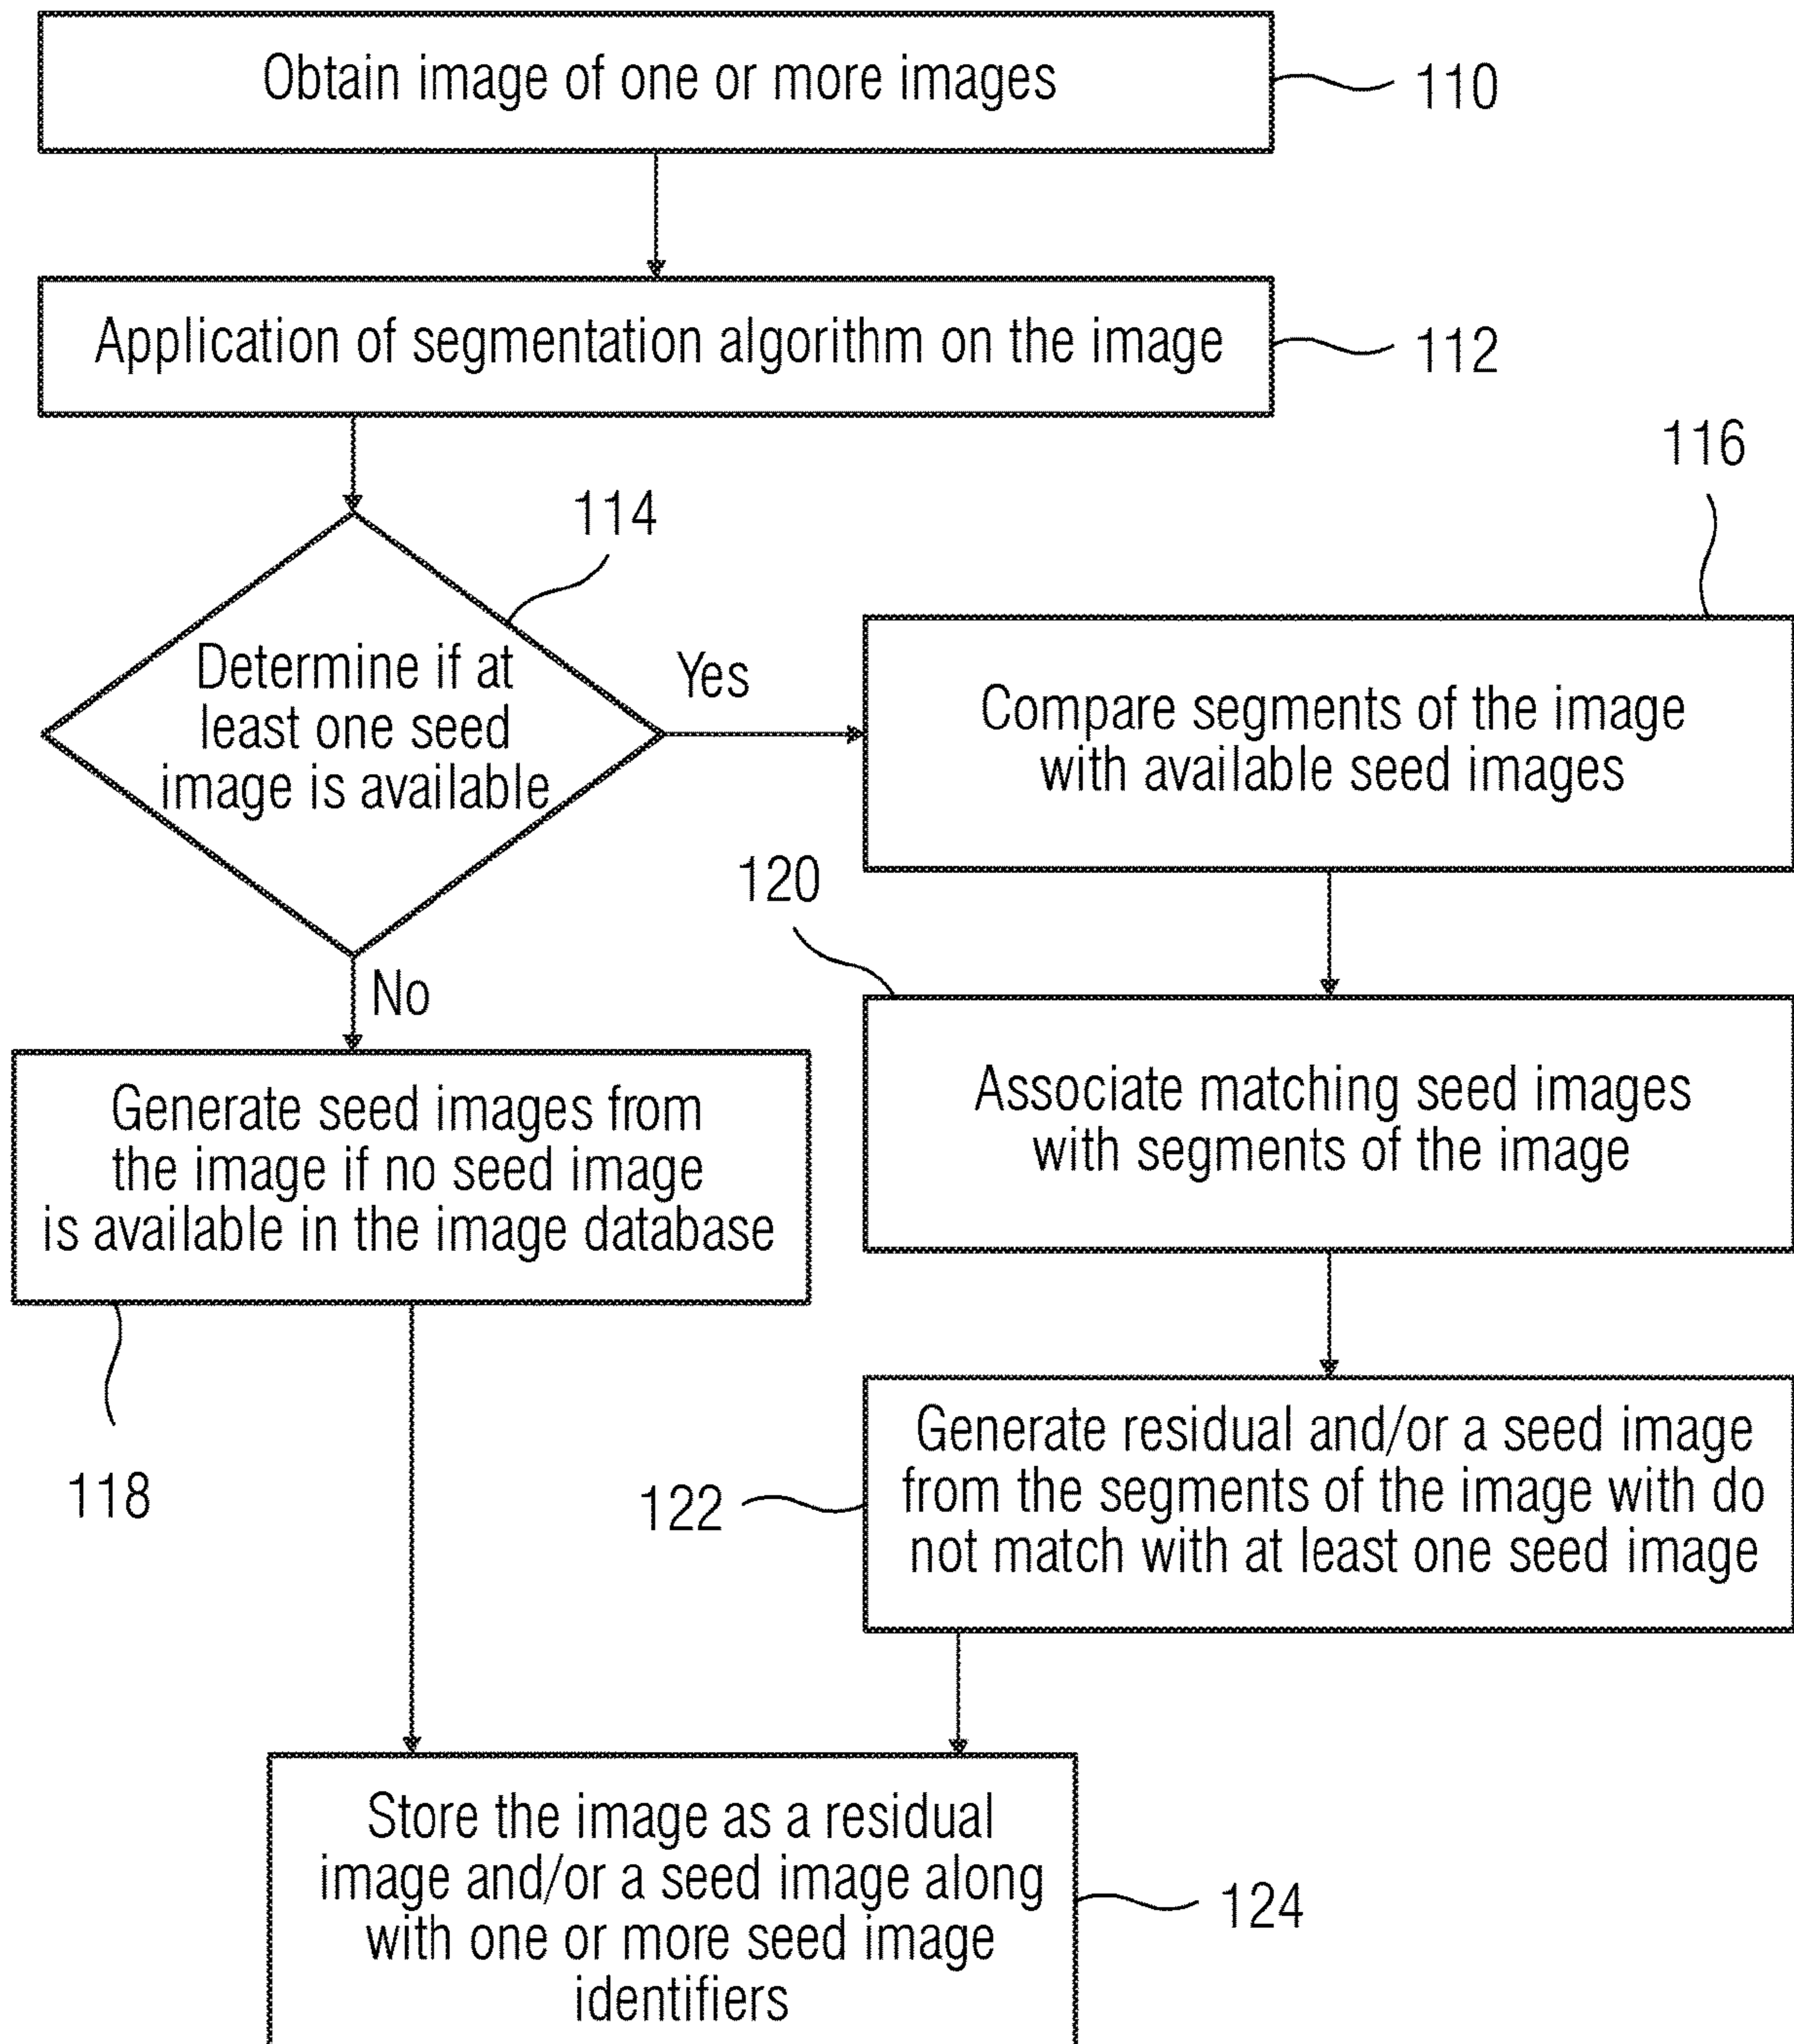 Obtain image of one or more images
110
Application of segmentation algorithm on the image
112
114
Determine if at
least one seed
image is available
Yes
116
Compare segments of the image
with available seed images
No
120
Associate matching seed images
with segments of the image
Generate seed images from
the image if no seed image
is available in the image database
118
122
Generate residual and/or a seed image
from the segments of the image with do
not match with at least one seed image
Store the image as a residual
image and/or a seed image along
with one or more seed image
identifiers
124